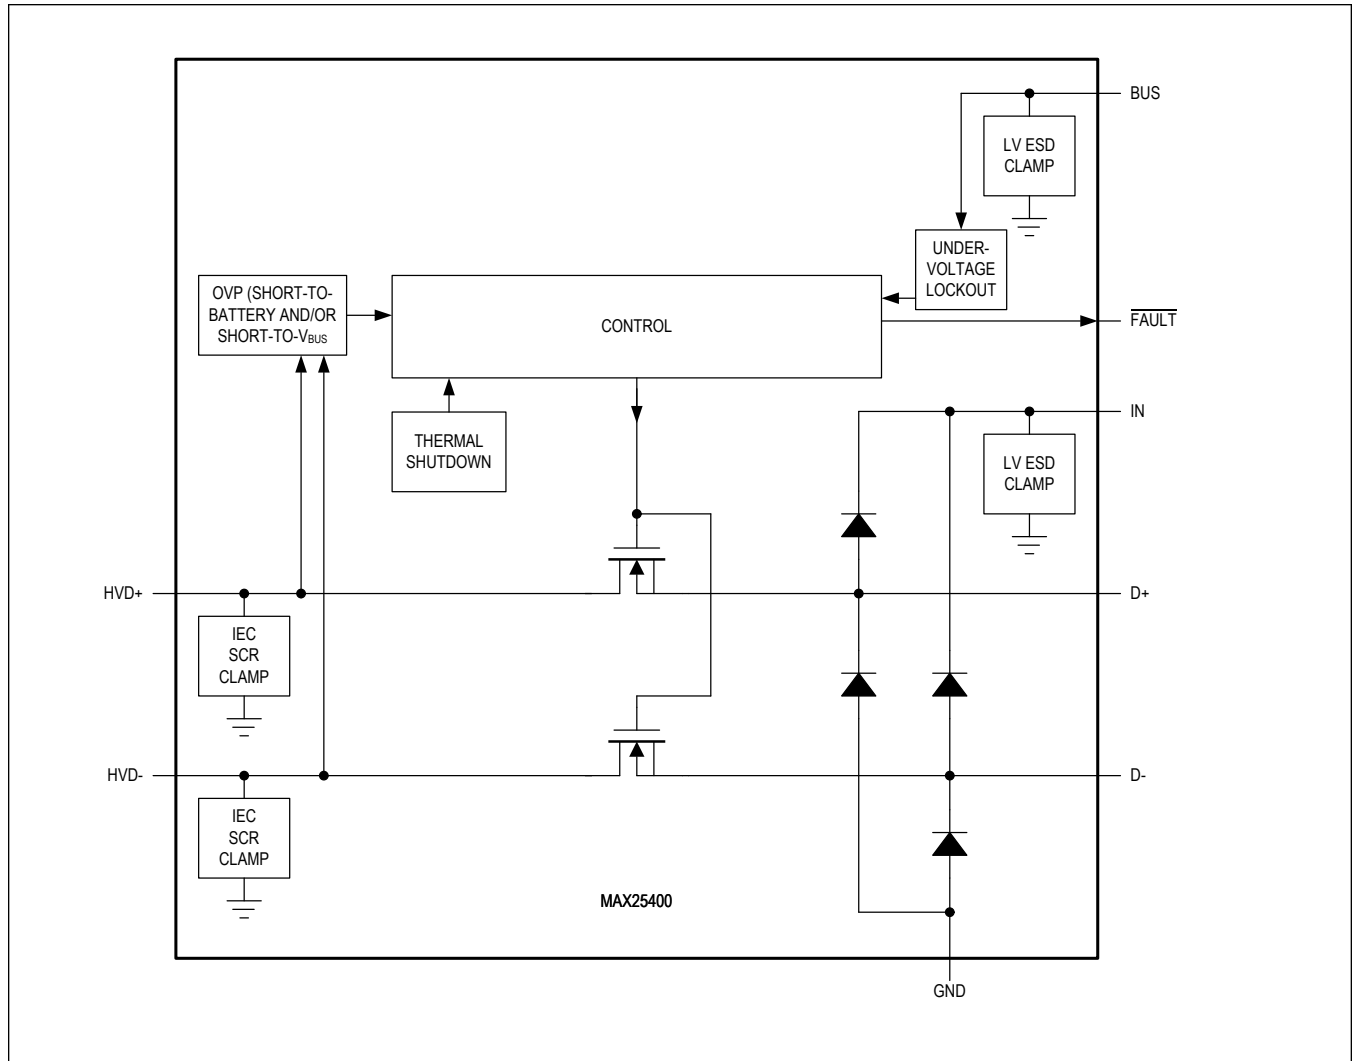 BUS
LV ESD
CLAMP
UNDER-
VOLTAGE
LOCKOUT
OVP (SHORT-TO-
BATTERY AND/OR
SHORT-TO-VBUS
CONTROL
FAULT
IN
THERMAL
SHUTDOWN
LV ESD
CLAMP
HVD+
D+
IEC
SCR
CLAMP
HVD-
D-
IEC
SCR
CLAMP
MAX25400
GND